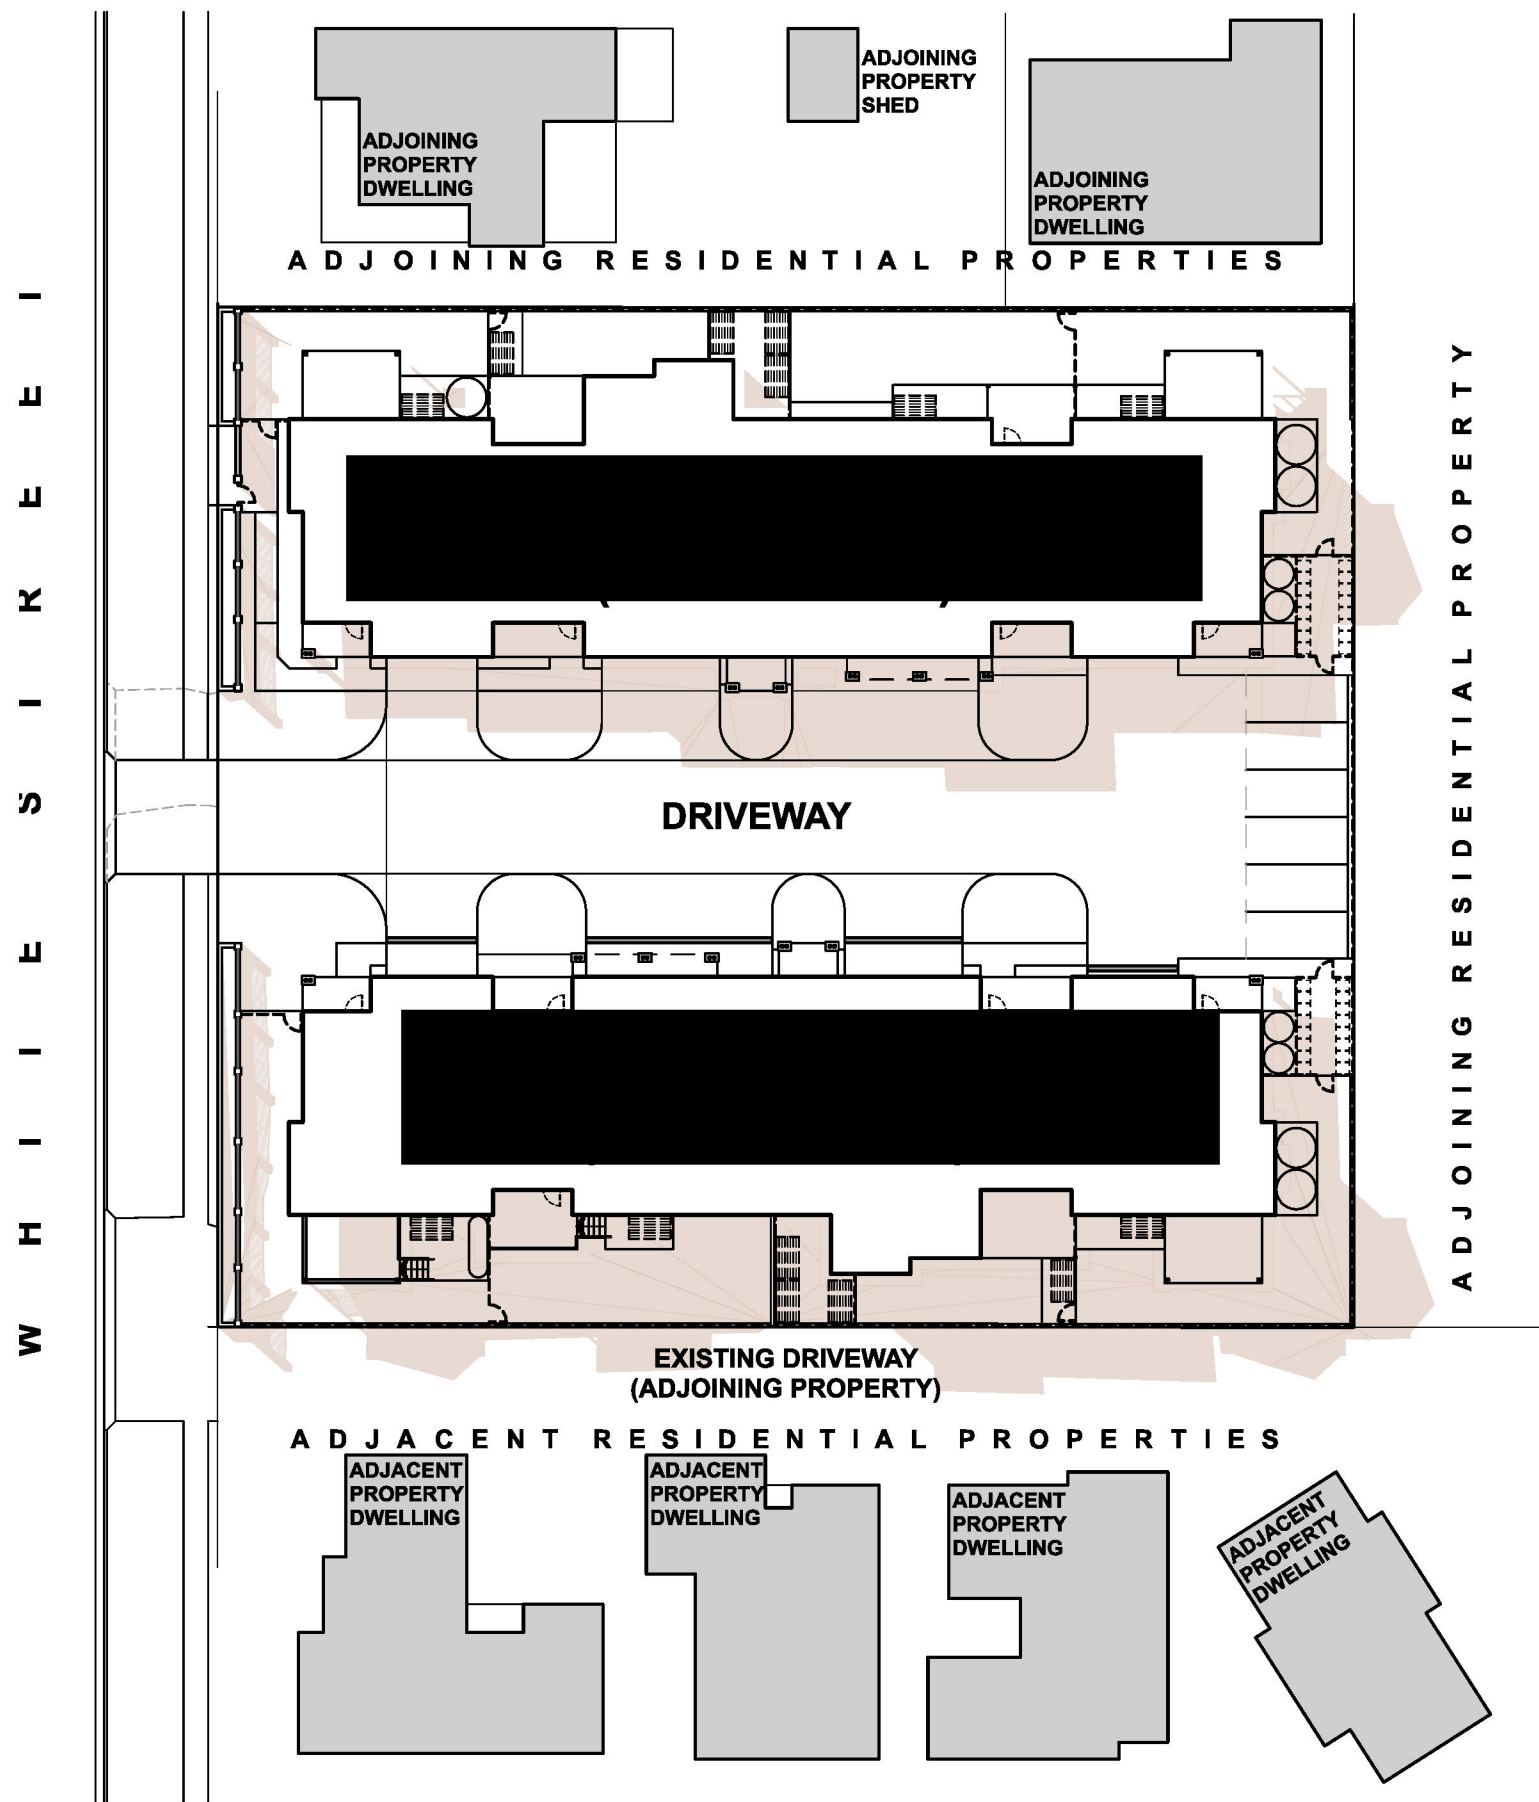 ADJOINING
PROPERTY
DWELLING
ADJOINING
PROPERTY
SHED
ADJOINING
PROPERTY
DWELLING
ADJOINING RESIDENTIAL PROPERTIES
WHITE STREET
ADJOINING RESIDENTIAL PROPERTY
DRIVEWAY
EXISTING DRIVEWAY
(ADJOINING PROPERTY)
ADJACENT RESIDENTIAL PROPERTIES
ADJACENT
PROPERTY
DWELLING
ADJACENT
PROPERTY
DWELLING
ADJACENT
PROPERTY
DWELLING
ADJACENT
PROPERTY
DWELLING